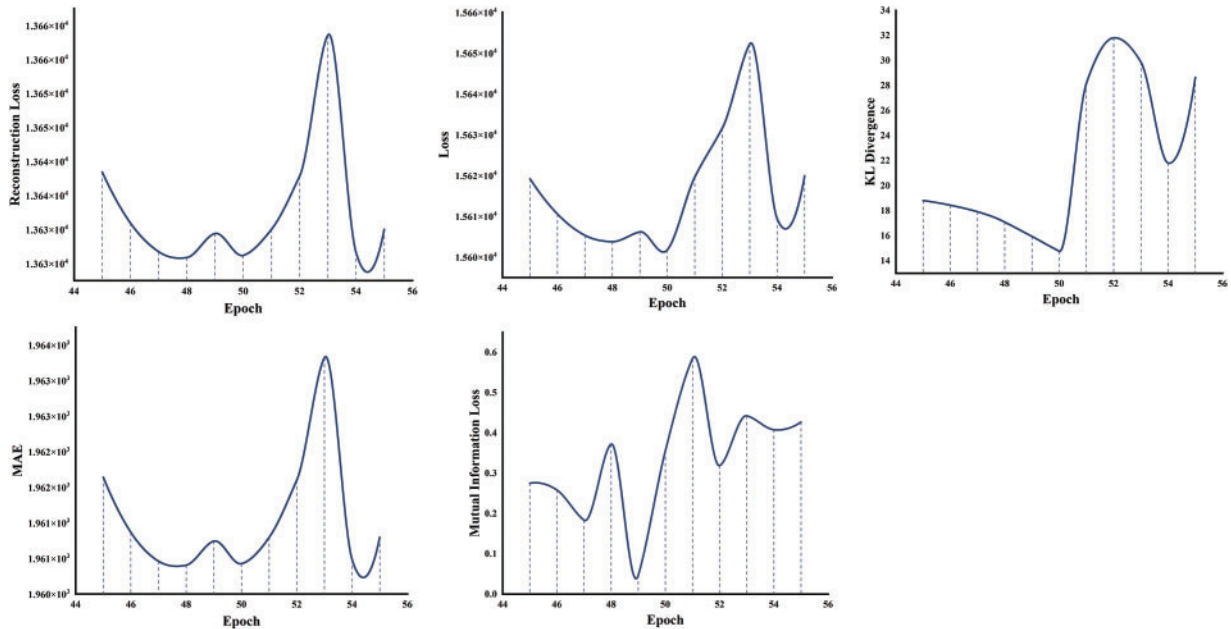 Reconstruction Loss
1.366×10⁴
1.366×10⁴
1.365×10⁴
1.365×10⁴
1.364×10⁴
1.364×10⁴
1.363×10⁴
1.363×10⁴
44 46 48 50 52 54 56
Epoch
Loss
1.566×10⁴
1.565×10⁴
1.564×10⁴
1.563×10⁴
1.562×10⁴
1.561×10⁴
1.560×10⁴
44 46 48 50 52 54 56
Epoch
KL Divergence
34
32
30
28
26
24
22
20
18
16
14
44 46 48 50 52 54 56
Epoch
MAE
1.964×10³
1.963×10³
1.963×10³
1.962×10³
1.962×10³
1.961×10³
1.961×10³
1.960×10³
44 46 48 50 52 54 56
Epoch
Mutual Information Loss
0.6
0.5
0.4
0.3
0.2
0.1
0.0
44 46 48 50 52 54 56
Epoch